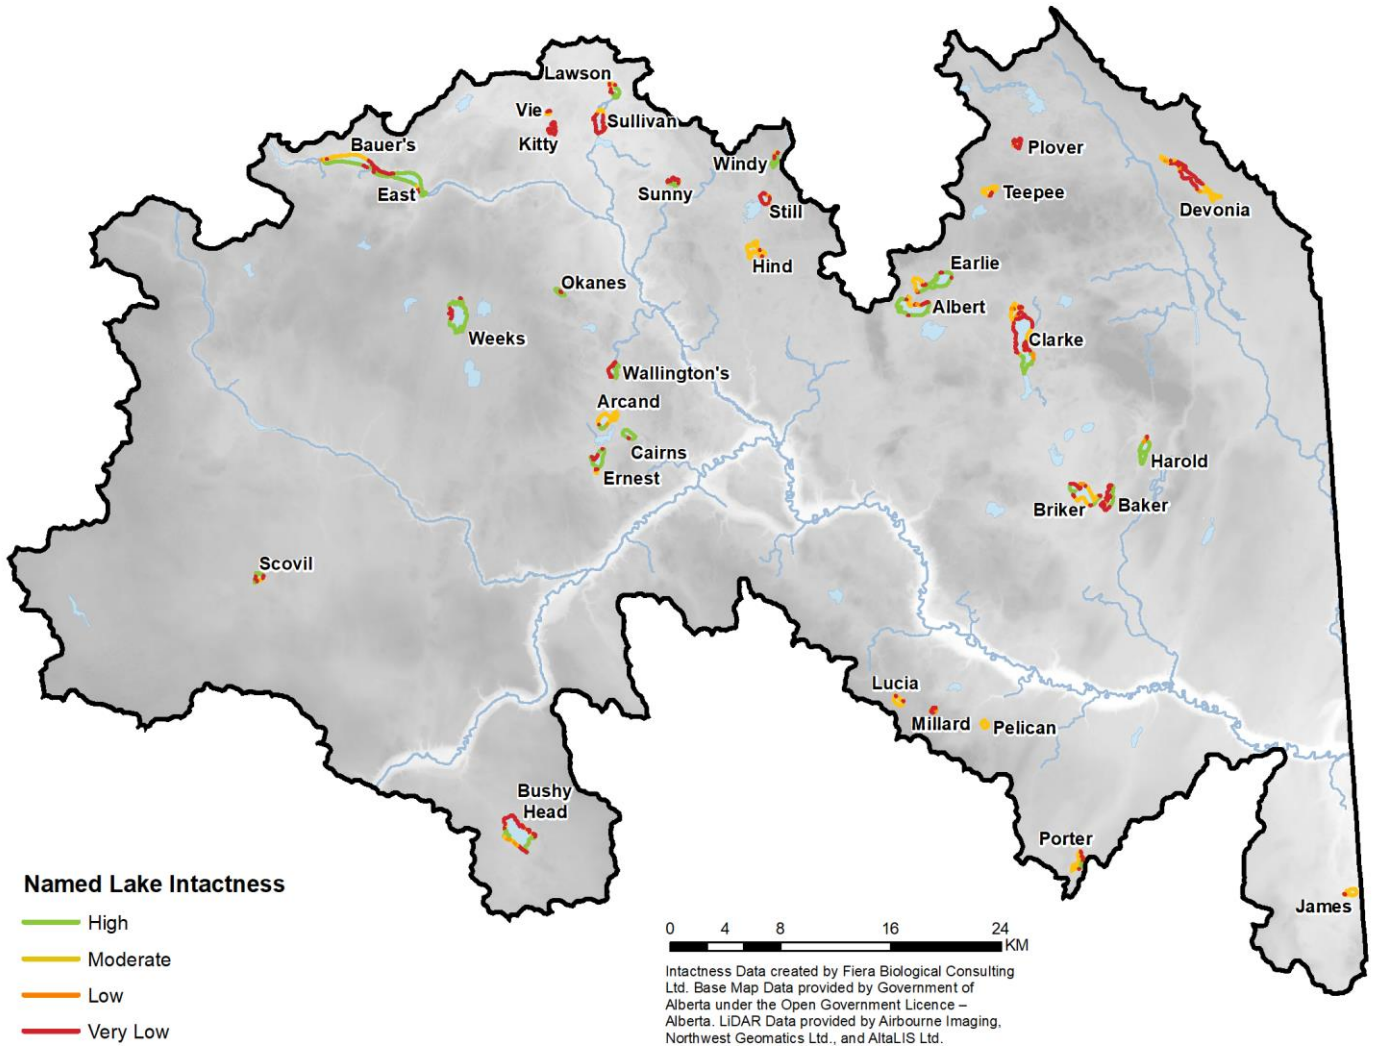 Lawson
Vie
Sullivan
Kitty
Bauer's
Plover
Windy
East
Sunny
Teepee
Still
Devonia
Hind
Earlie
Okanes
Albert
Weeks
Clarke
Wallington's
Arcand
Cairns
Harold
Ernest
Briker
Baker
Scovil
Lucia
Millard
Pelican
Bushy
Head
Porter
James
Named Lake Intactness
High
Moderate
Low
Very Low
0 4 8 16 24
KM
Intactness Data created by Fiera Biological Consulting
Ltd. Base Map Data provided by Government of
Alberta under the Open Government Licence –
Alberta. LiDAR Data provided by Airbourne Imaging,
Northwest Geomatics Ltd., and AltaLIS Ltd.